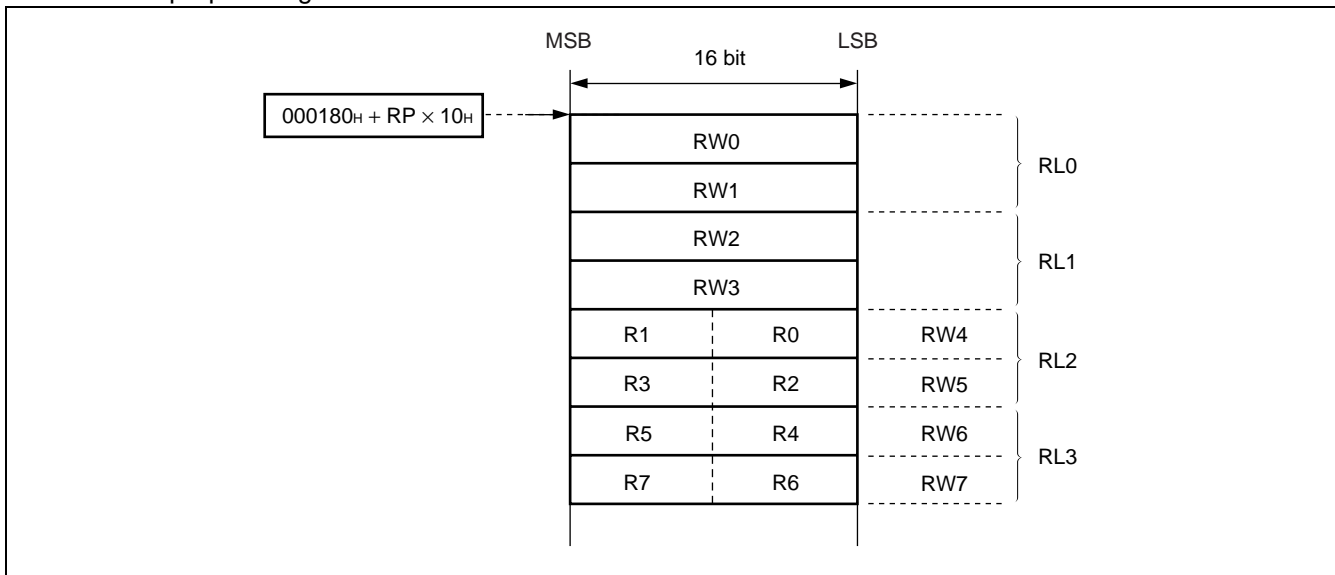 MSB LSB
16 bit
000180H + RP × 10H
RW0
RL0
RW1
RW2
RL1
RW3
R1 R0 RW4
RL2
R3 R2 RW5
R5 R4 RW6
RL3
R7 R6 RW7